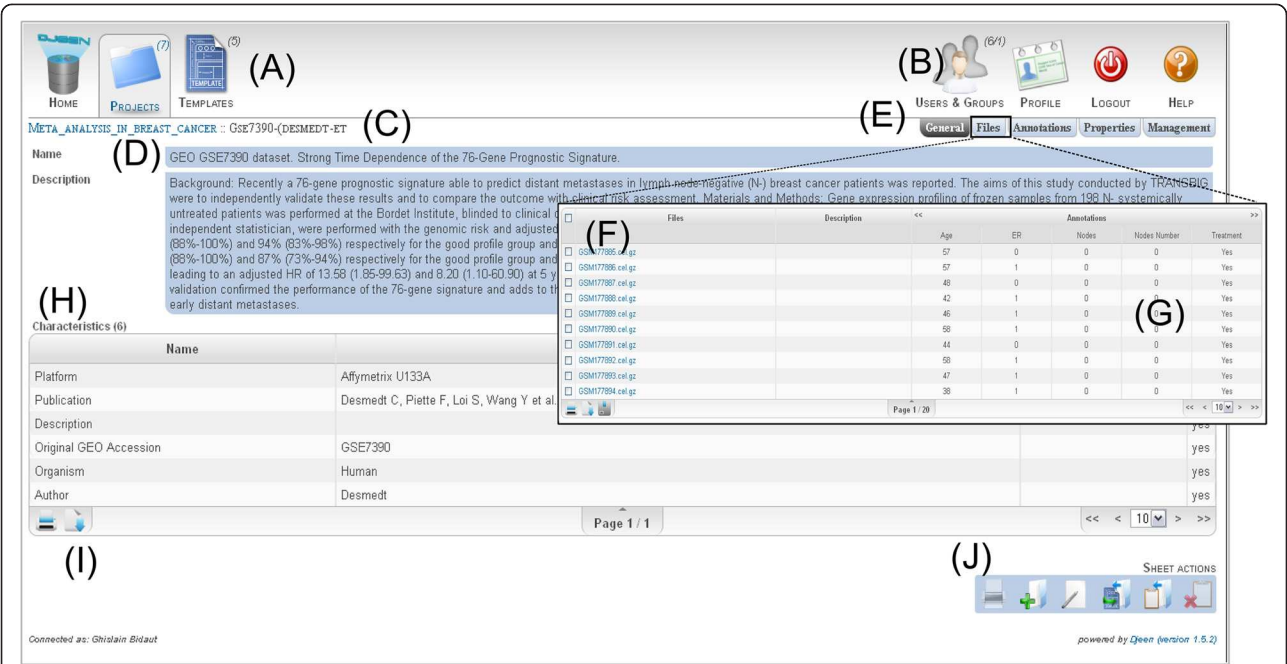 DJEEN
(7)
(5)
(A)
(B)
(6/1)
TEMPLATE
HOME
PROJECTS
TEMPLATES
USERS & GROUPS
PROFILE
LOGOUT
HELP
META_ANALYSIS_IN_BREAST_CANCER :: GSE7390-(DESMEDT-ET
(C)
(E)
General Files Annotations Properties Management
Name
(D)
GEO GSE7390 dataset. Strong Time Dependence of the 76-Gene Prognostic Signature.
Description
Background: Recently a 76-gene prognostic signature able to predict distant metastases in lymph node-negative (N-) breast cancer patients was reported. The aims of this study conducted by TRANSBIG
were to independently validate these results and to compare the outcome with clinical risk assessment. Materials and Methods: Gene expression profiling of frozen samples from 198 N- systemically
untreated patients was performed at the Bordet Institute, blinded to clinical
independent statistician, were performed with the genomic risk and adjusted
(88%-100%) and 94% (83%-98%) respectively for the good profile group and
(88%-100%) and 87% (73%-94%) respectively for the good profile group and
leading to an adjusted HR of 13.58 (1.85-99.63) and 8.20 (1.10-60.90) at 5 y
validation confirmed the performance of the 76-gene signature and adds to th
early distant metastases.
Files Description << Annotations >>
(F)
Age ER Nodes Nodes Number Treatment
GSM177885.cel.gz 57 0 0 0 Yes
GSM177886.cel.gz 57 1 0 0 Yes
GSM177887.cel.gz 48 0 0 0 Yes
GSM177888.cel.gz 42 1 0 0 Yes
GSM177889.cel.gz 46 1 0 0 Yes
(G)
GSM177890.cel.gz 58 1 0 0 Yes
GSM177891.cel.gz 44 0 0 0 Yes
GSM177892.cel.gz 58 1 0 0 Yes
GSM177893.cel.gz 47 1 0 0 Yes
GSM177894.cel.gz 38 1 0 0 Yes
Page 1 / 20
<< < 10 > >>
(H)
Characteristics (6)
Name
Platform Affymetrix U133A
Publication Desmedt C, Piette F, Loi S, Wang Y et al.
Description yes
Original GEO Accession GSE7390 yes
Organism Human yes
Author Desmedt yes
Page 1 / 1
<< < 10 > >>
(I)
(J)
SHEET ACTIONS
Connected as: Ghislain Bidaut
powered by Djeen (version 1.5.2)